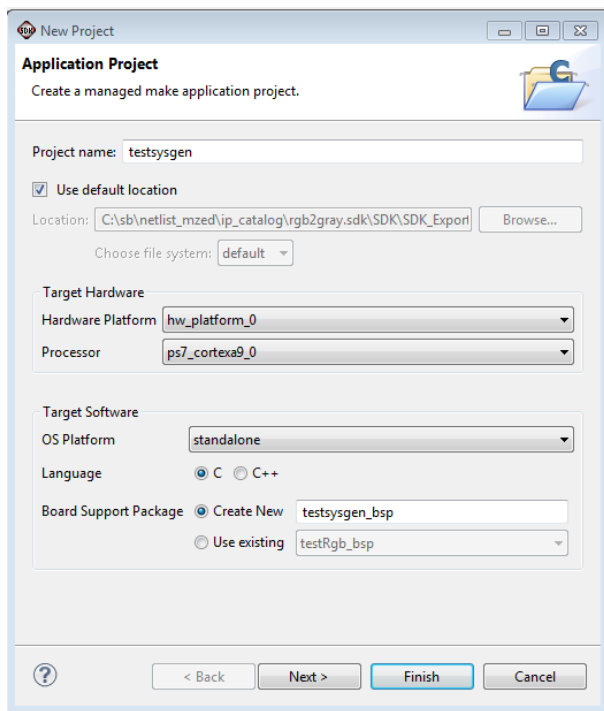 SDK New Project
Application Project
Create a managed make application project.
Project name: testsysgen
Use default location
Location: C:\sb\netlist_mzed\ip_catalog\rgb2gray.sdk\SDK\SDK_Export Browse...
Choose file system: default
Target Hardware
Hardware Platform hw_platform_0
Processor ps7_cortexa9_0
Target Software
OS Platform standalone
Language C C++
Board Support Package Create New testsysgen_bsp
Use existing testRgb_bsp
? < Back Next > Finish Cancel